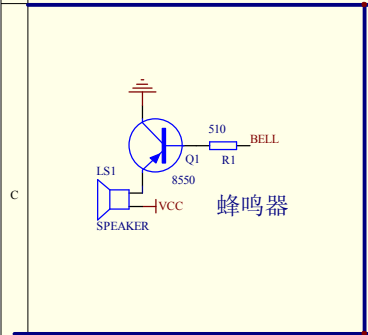 510
BELL
Q1
R1
LS1
8550
C
VCC
蜂鸣器
SPEAKER